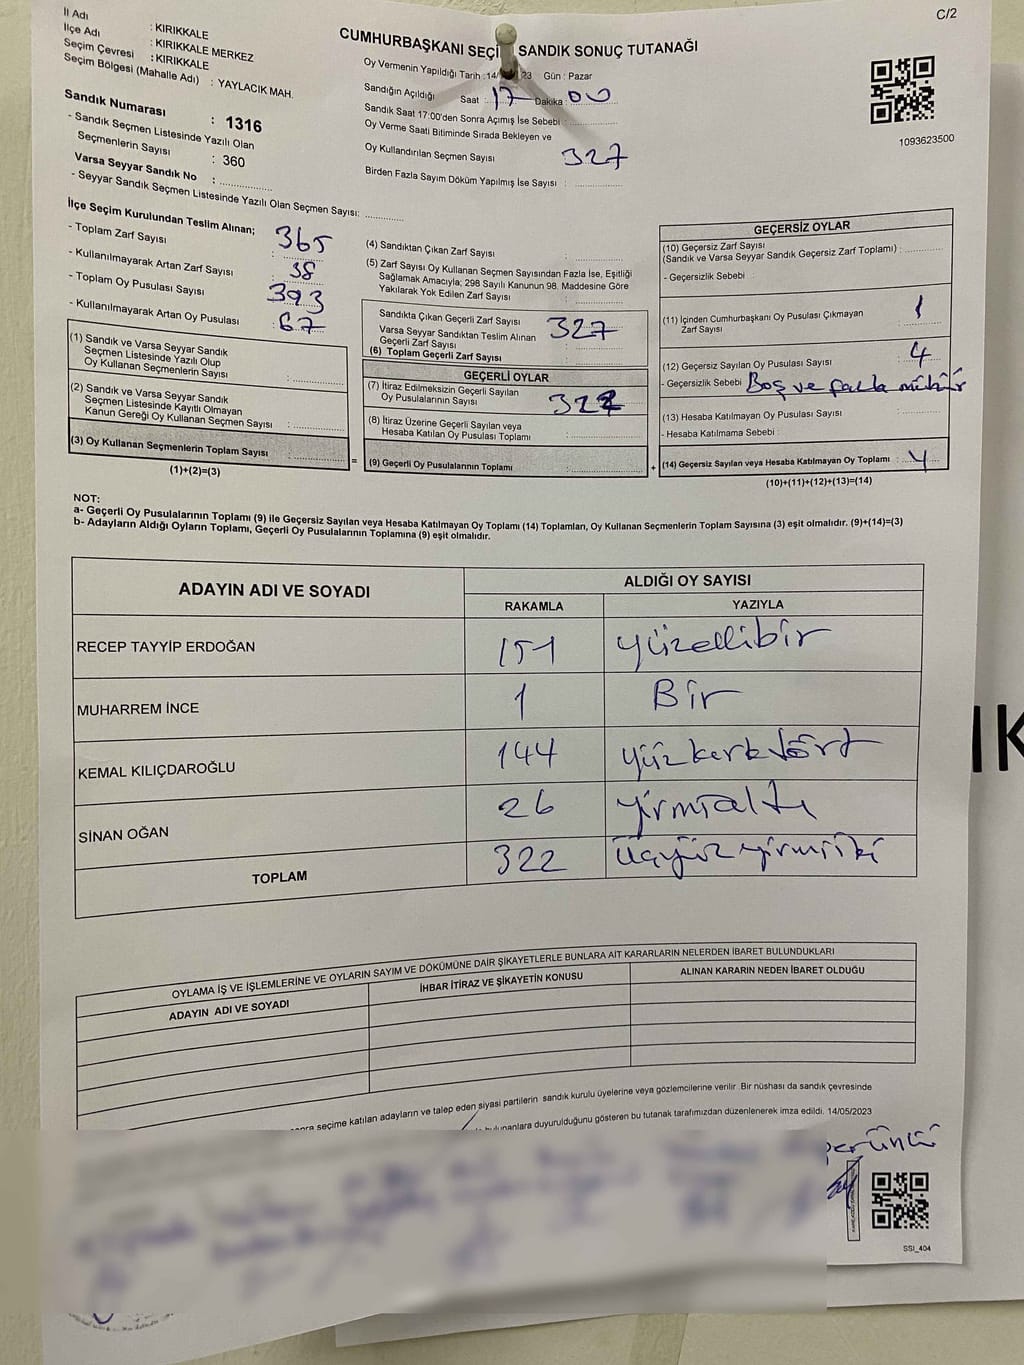 C/2
İl Adı : KIRIKKALE
İlçe Adı : KIRIKKALE MERKEZ
Seçim Çevresi : KIRIKKALE
Seçim Bölgesi (Mahalle Adı) : YAYLACIK MAH.
Sandık Numarası : 1316
- Sandık Seçmen Listesinde Yazılı Olan
Seçmenlerin Sayısı : 360
Varsa Seyyar Sandık No :
- Seyyar Sandık Seçmen Listesinde Yazılı Olan Seçmen Sayısı:
CUMHURBAŞKANI SEÇİ SANDIK SONUÇ TUTANAĞI
Oy Vermenin Yapıldığı Tarih :14/ 23 Gün : Pazar
Sandığın Açıldığı Saat : 17 Dakika : 00
Sandık Saat 17:00'den Sonra Açımış İse Sebebi :
Oy Verme Saati Bitiminde Sırada Bekleyen ve
Oy Kullandırılan Seçmen Sayısı 327
Birden Fazla Sayım Döküm Yapılmış İse Sayısı :
1093623500
İlçe Seçim Kurulundan Teslim Alınan;
- Toplam Zarf Sayısı : 365
- Kullanılmayarak Artan Zarf Sayısı : 38
- Toplam Oy Pusulası Sayısı : 393
- Kullanılmayarak Artan Oy Pusulası : 67
(1) Sandık ve Varsa Seyyar Sandık
Seçmen Listesinde Yazılı Olup
Oy Kullanan Seçmenlerin Sayısı :
(2) Sandık ve Varsa Seyyar Sandık
Seçmen Listesinde Kayıtlı Olmayan
Kanun Gereği Oy Kullanan Seçmen Sayısı :
(3) Oy Kullanan Seçmenlerin Toplam Sayısı :
(1)+(2)=(3)
=
(4) Sandıktan Çıkan Zarf Sayısı :
(5) Zarf Sayısı Oy Kullanan Seçmen Sayısından Fazla İse, Eşitliği
Sağlamak Amacıyla; 298 Sayılı Kanunun 98. Maddesine Göre
Yakılarak Yok Edilen Zarf Sayısı :
Sandıkta Çıkan Geçerli Zarf Sayısı 327
Varsa Seyyar Sandıktan Teslim Alınan
Geçerli Zarf Sayısı
(6) Toplam Geçerli Zarf Sayısı :
GEÇERLİ OYLAR
(7) İtiraz Edilmeksizin Geçerli Sayılan
Oy Pusulalarının Sayısı 322
(8) İtiraz Üzerine Geçerli Sayılan veya
Hesaba Katılan Oy Pusulası Toplamı :
(9) Geçerli Oy Pusulalarının Toplamı :
+
GEÇERSİZ OYLAR
(10) Geçersiz Zarf Sayısı
(Sandık ve Varsa Seyyar Sandık Geçersiz Zarf Toplamı) :
- Geçersizlik Sebebi :
(11) İçinden Cumhurbaşkanı Oy Pusulası Çıkmayan
Zarf Sayısı 1
(12) Geçersiz Sayılan Oy Pusulası Sayısı 4
- Geçersizlik Sebebi Boş ve fazla mühür
(13) Hesaba Katılmayan Oy Pusulası Sayısı :
- Hesaba Katılmama Sebebi :
(14) Geçersiz Sayılan veya Hesaba Katılmayan Oy Toplamı : 4
(10)+(11)+(12)+(13)=(14)
NOT:
a- Geçerli Oy Pusulalarının Toplamı (9) ile Geçersiz Sayılan veya Hesaba Katılmayan Oy Toplamı (14) Toplamları, Oy Kullanan Seçmenlerin Toplam Sayısına (3) eşit olmalıdır. (9)+(14)=(3)
b- Adayların Aldığı Oyların Toplamı, Geçerli Oy Pusulalarının Toplamına (9) eşit olmalıdır.
ADAYIN ADI VE SOYADI ALDIĞI OY SAYISI
RAKAMLA YAZIYLA
RECEP TAYYİP ERDOĞAN 151 yüzellibir
MUHARREM İNCE 1 Bir
KEMAL KILIÇDAROĞLU 144 yüzkırkdört
SİNAN OĞAN 26 yirmialtı
TOPLAM 322 üçyüzyirmiiki
OYLAMA İŞ VE İŞLEMLERİNE VE OYLARIN SAYIM VE DÖKÜMÜNE DAİR ŞİKAYETLERLE BUNLARA AİT KARARLARIN NELERDEN İBARET BULUNDUKLARI
ADAYIN ADI VE SOYADI İHBAR İTİRAZ VE ŞİKAYETİN KONUSU ALINAN KARARIN NEDEN İBARET OLDUĞU
seçime katılan adayların ve talep eden siyasi partilerin sandık kurulu üyelerine veya gözlemcilerine verilir. Bir nüshası da sandık çevresinde
duyurulduğunu gösteren bu tutanak tarafımızdan düzenlenerek imza edildi. 14/05/2023
SSI_404
IK